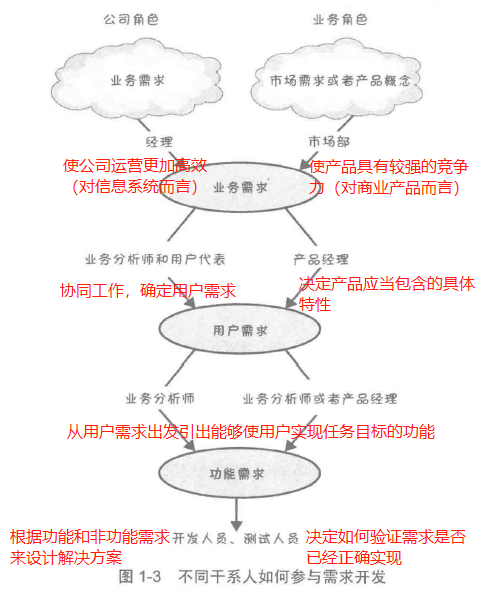 公司角色
业务角色
业务需求
市场需求或者产品概念
经理
市场部
使公司运营更加高效
（对信息系统而言）
业务需求
使产品具有较强的竞争
力（对商业产品而言）
业务分析师和用户代表
产品经理
协同工作，确定用户需求
决定产品应当包含的具体
特性
用户需求
业务分析师
业务分析师或者产品经理
从用户需求出发引出能够使用户实现任务目标的功能
功能需求
根据功能和非功能需求
来设计解决方案
开发人员、测试人员
决定如何验证需求是否
已经正确实现
图 1-3 不同干系人如何参与需求开发